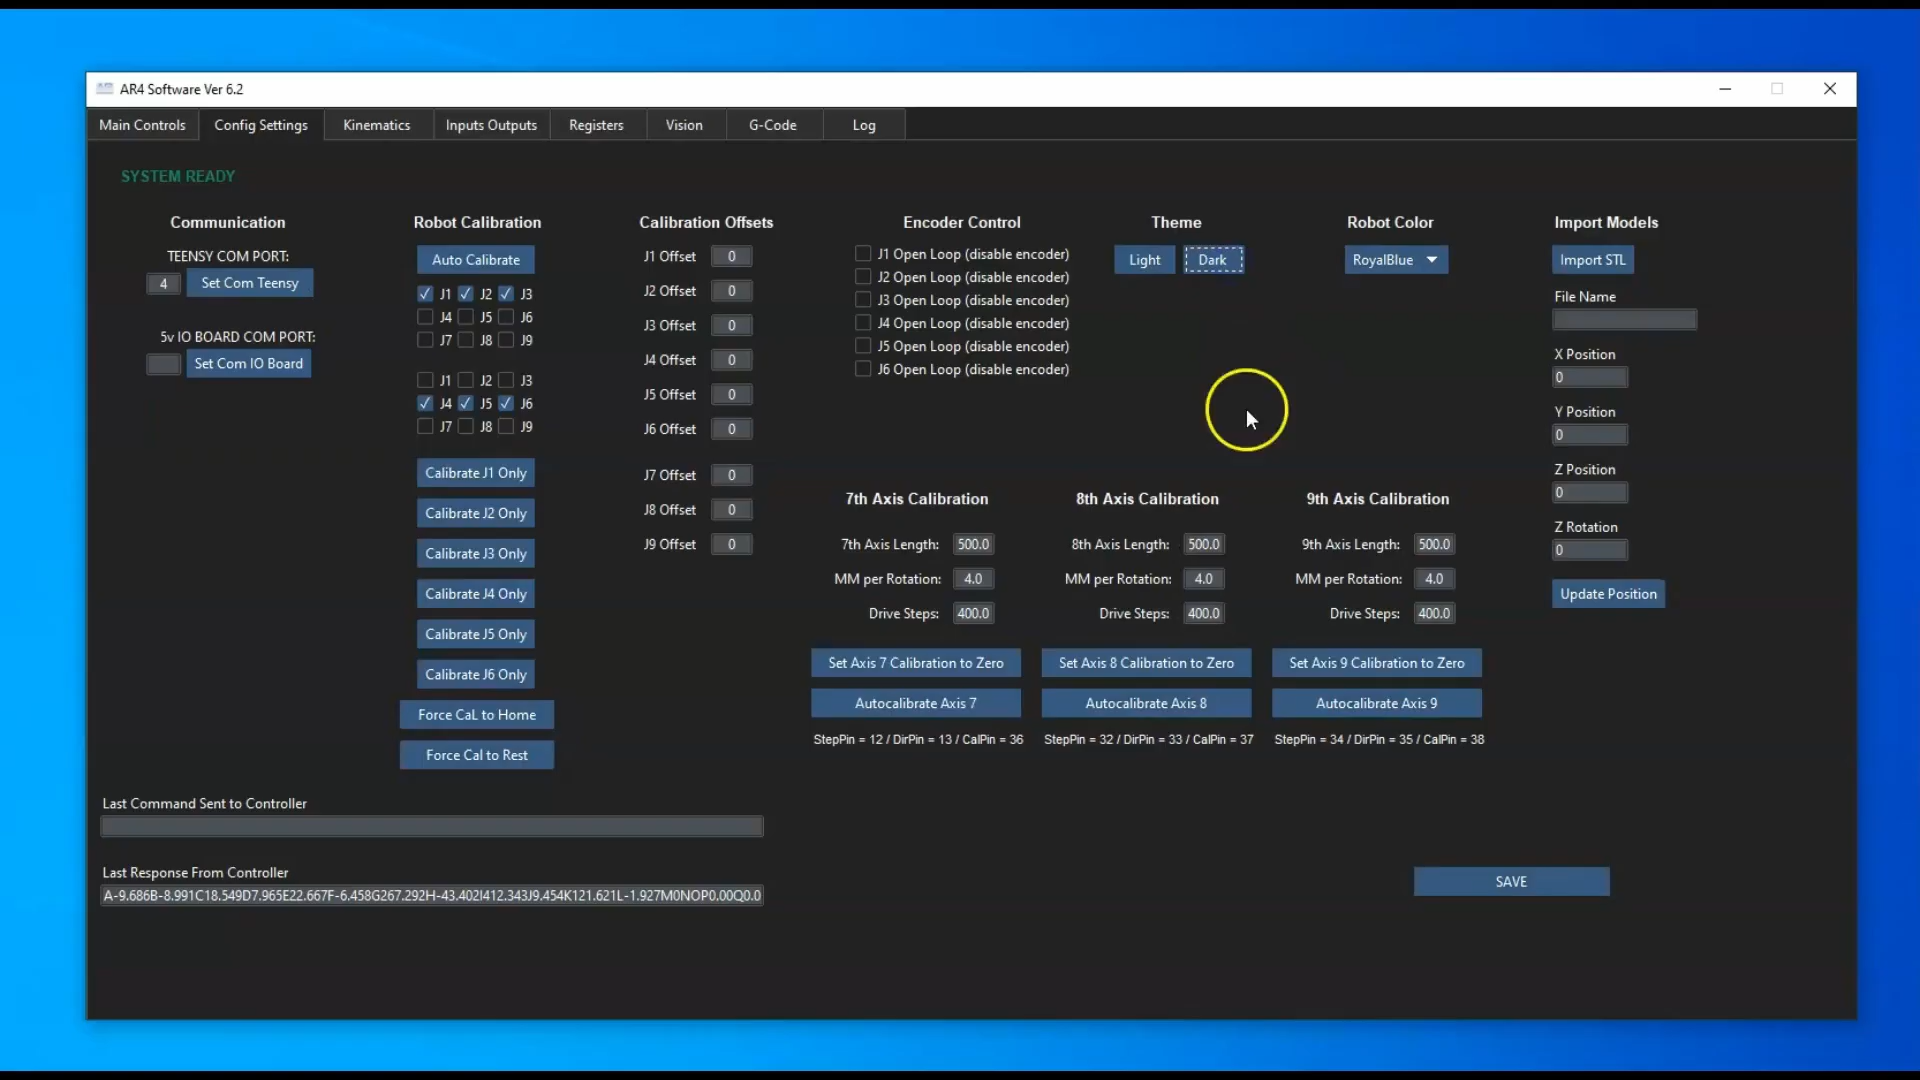 AR4 Software Ver 6.2
Main Controls
Config Settings
Kinematics
Inputs Outputs
Registers
Vision
G-Code
Log
SYSTEM READY
Communication
TEENSY COM PORT:
4
Set Com Teensy
5v IO BOARD COM PORT:
Set Com IO Board
Robot Calibration
Auto Calibrate
J1 J2 J3
J4 J5 J6
J7 J8 J9
J1 J2 J3
J4 J5 J6
J7 J8 J9
Calibrate J1 Only
Calibrate J2 Only
Calibrate J3 Only
Calibrate J4 Only
Calibrate J5 Only
Calibrate J6 Only
Force CaL to Home
Force Cal to Rest
Calibration Offsets
J1 Offset 0
J2 Offset 0
J3 Offset 0
J4 Offset 0
J5 Offset 0
J6 Offset 0
J7 Offset 0
J8 Offset 0
J9 Offset 0
Encoder Control
J1 Open Loop (disable encoder)
J2 Open Loop (disable encoder)
J3 Open Loop (disable encoder)
J4 Open Loop (disable encoder)
J5 Open Loop (disable encoder)
J6 Open Loop (disable encoder)
Theme
Light
Dark
Robot Color
RoyalBlue
Import Models
Import STL
File Name
X Position
0
Y Position
0
Z Position
0
Z Rotation
0
Update Position
7th Axis Calibration
7th Axis Length: 500.0
MM per Rotation: 4.0
Drive Steps: 400.0
Set Axis 7 Calibration to Zero
Autocalibrate Axis 7
StepPin = 12 / DirPin = 13 / CalPin = 36
8th Axis Calibration
8th Axis Length: 500.0
MM per Rotation: 4.0
Drive Steps: 400.0
Set Axis 8 Calibration to Zero
Autocalibrate Axis 8
StepPin = 32 / DirPin = 33 / CalPin = 37
9th Axis Calibration
9th Axis Length: 500.0
MM per Rotation: 4.0
Drive Steps: 400.0
Set Axis 9 Calibration to Zero
Autocalibrate Axis 9
StepPin = 34 / DirPin = 35 / CalPin = 38
Last Command Sent to Controller
Last Response From Controller
A-9.686B-8.991C18.549D7.965E22.667F-6.458G267.292H-43.402I412.343J9.454K121.621L-1.927M0NOP0.00Q0.0
SAVE